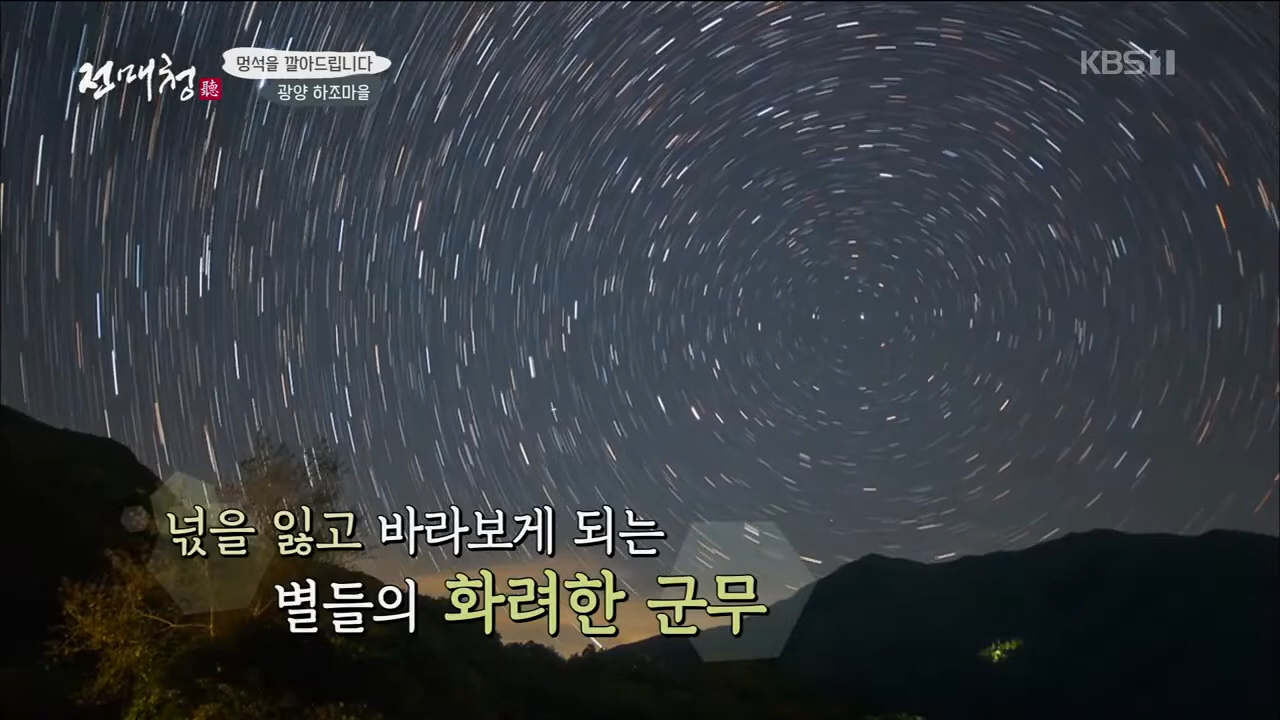 전매청 聽
멍석을 깔아드립니다
광양 하조마을
KBS1
넋을 잃고 바라보게 되는
별들의 화려한 군무